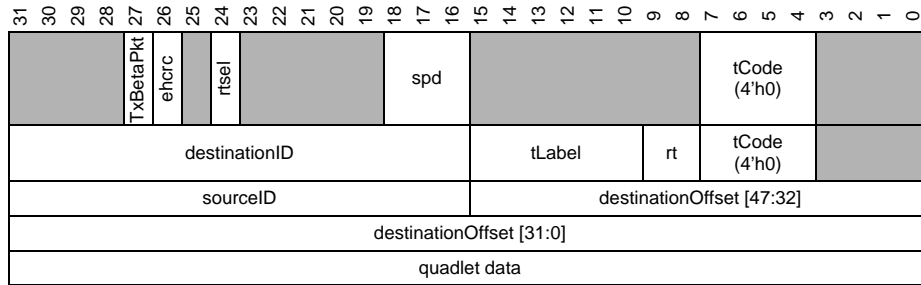 31 30 29 28 27 26 25 24 23 22 21 20 19 18 17 16 15 14 13 12 11 10 9 8 7 6 5 4 3 2 1 0
TxBetaPkt ehcrc rtsel spd tCode
(4'h0)
destinationID tLabel rt tCode
(4'h0)
sourceID destinationOffset [47:32]
destinationOffset [31:0]
quadlet data